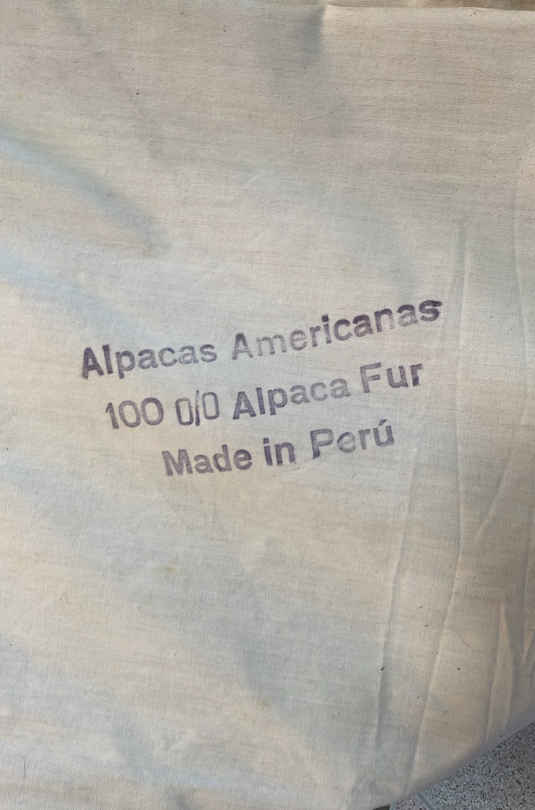 Alpacas Americanas
100 0/0 Alpaca Fur
Made in Perú